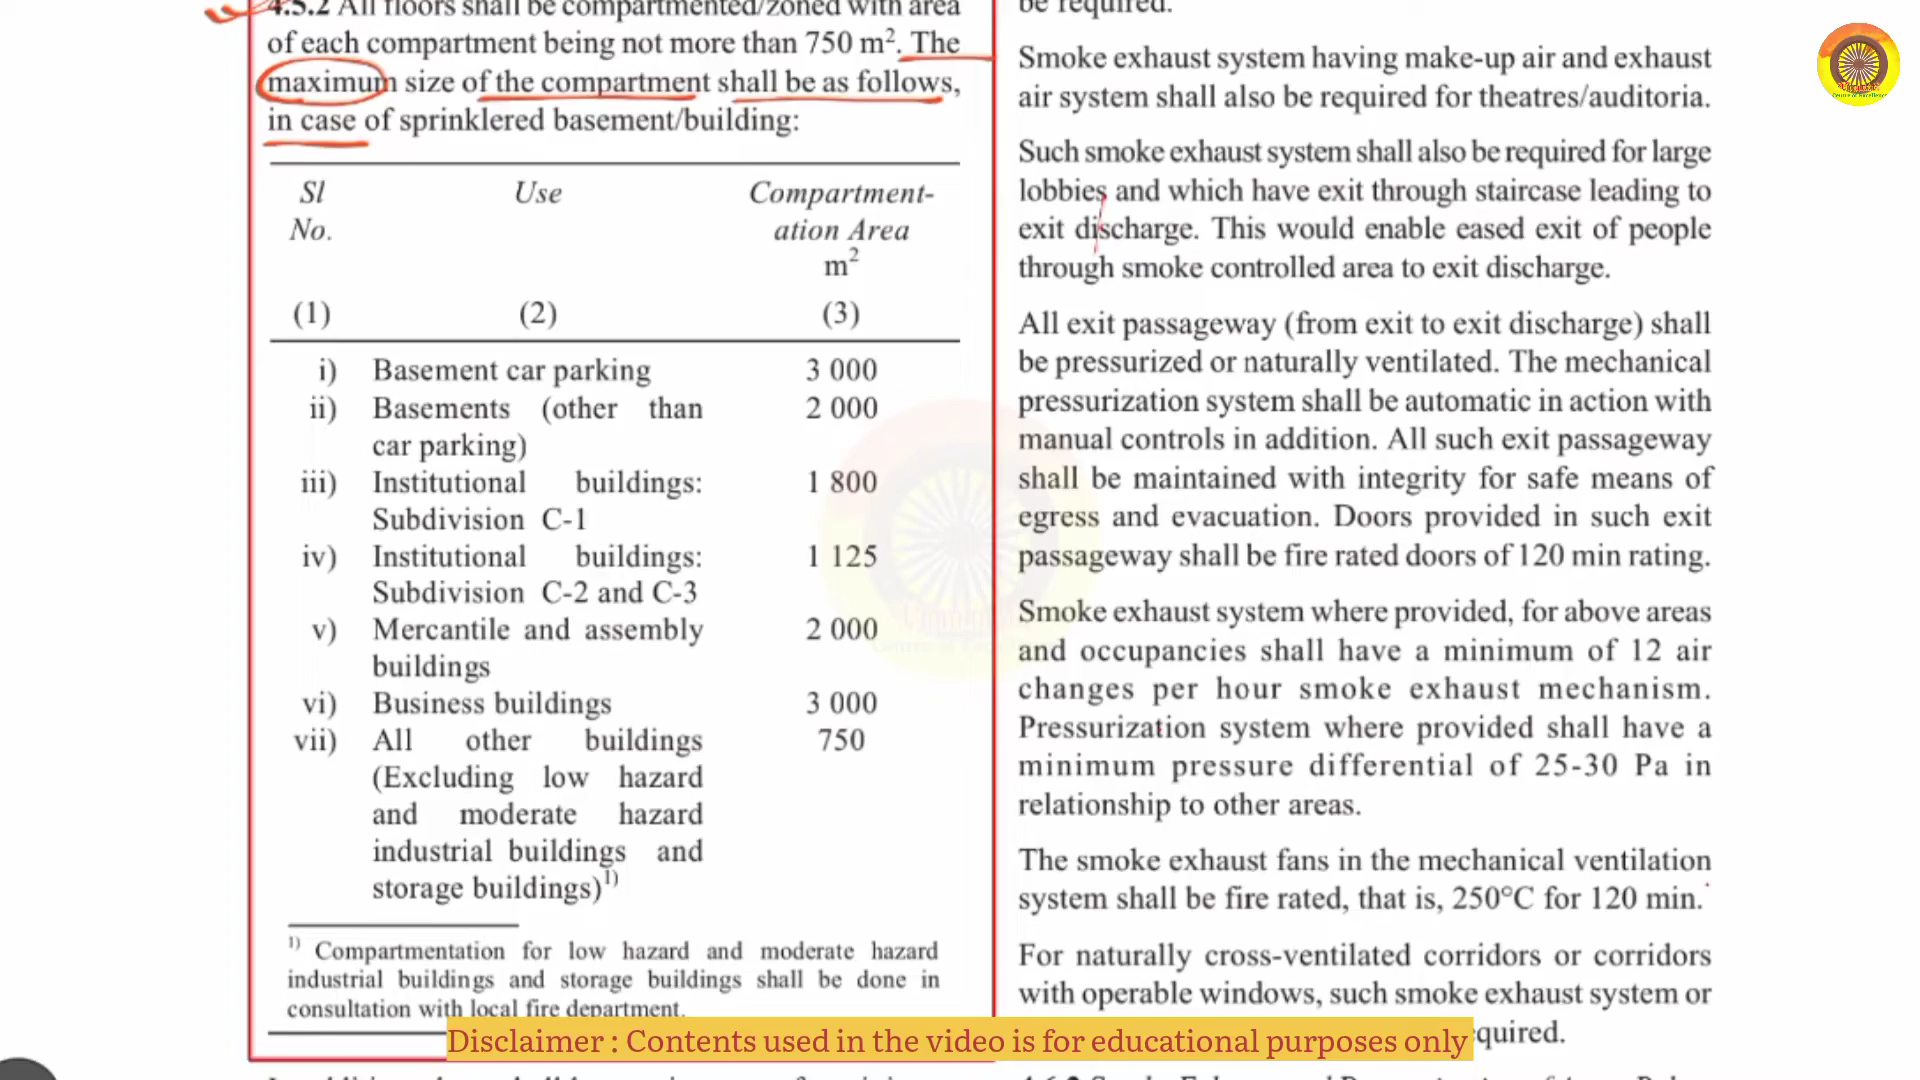 4.5.2 All floors shall be compartmented/zoned with area
of each compartment being not more than 750 m². The
maximum size of the compartment shall be as follows,
in case of sprinklered basement/building:
Sl No. Use Compartment-ation Area m²
(1) (2) (3)
i) Basement car parking 3 000
ii) Basements (other than 2 000
car parking)
iii) Institutional buildings: 1 800
Subdivision C-1
iv) Institutional buildings: 1 125
Subdivision C-2 and C-3
v) Mercantile and assembly 2 000
buildings
vi) Business buildings 3 000
vii) All other buildings 750
(Excluding low hazard
and moderate hazard
industrial buildings and
storage buildings)¹⁾
¹⁾ Compartmentation for low hazard and moderate hazard
industrial buildings and storage buildings shall be done in
consultation with local fire department.
be required.
Smoke exhaust system having make-up air and exhaust
air system shall also be required for theatres/auditoria.
Such smoke exhaust system shall also be required for large
lobbies and which have exit through staircase leading to
exit discharge. This would enable eased exit of people
through smoke controlled area to exit discharge.
All exit passageway (from exit to exit discharge) shall
be pressurized or naturally ventilated. The mechanical
pressurization system shall be automatic in action with
manual controls in addition. All such exit passageway
shall be maintained with integrity for safe means of
egress and evacuation. Doors provided in such exit
passageway shall be fire rated doors of 120 min rating.
Smoke exhaust system where provided, for above areas
and occupancies shall have a minimum of 12 air
changes per hour smoke exhaust mechanism.
Pressurization system where provided shall have a
minimum pressure differential of 25-30 Pa in
relationship to other areas.
The smoke exhaust fans in the mechanical ventilation
system shall be fire rated, that is, 250°C for 120 min.
For naturally cross-ventilated corridors or corridors
with operable windows, such smoke exhaust system or
quired.
Disclaimer : Contents used in the video is for educational purposes only